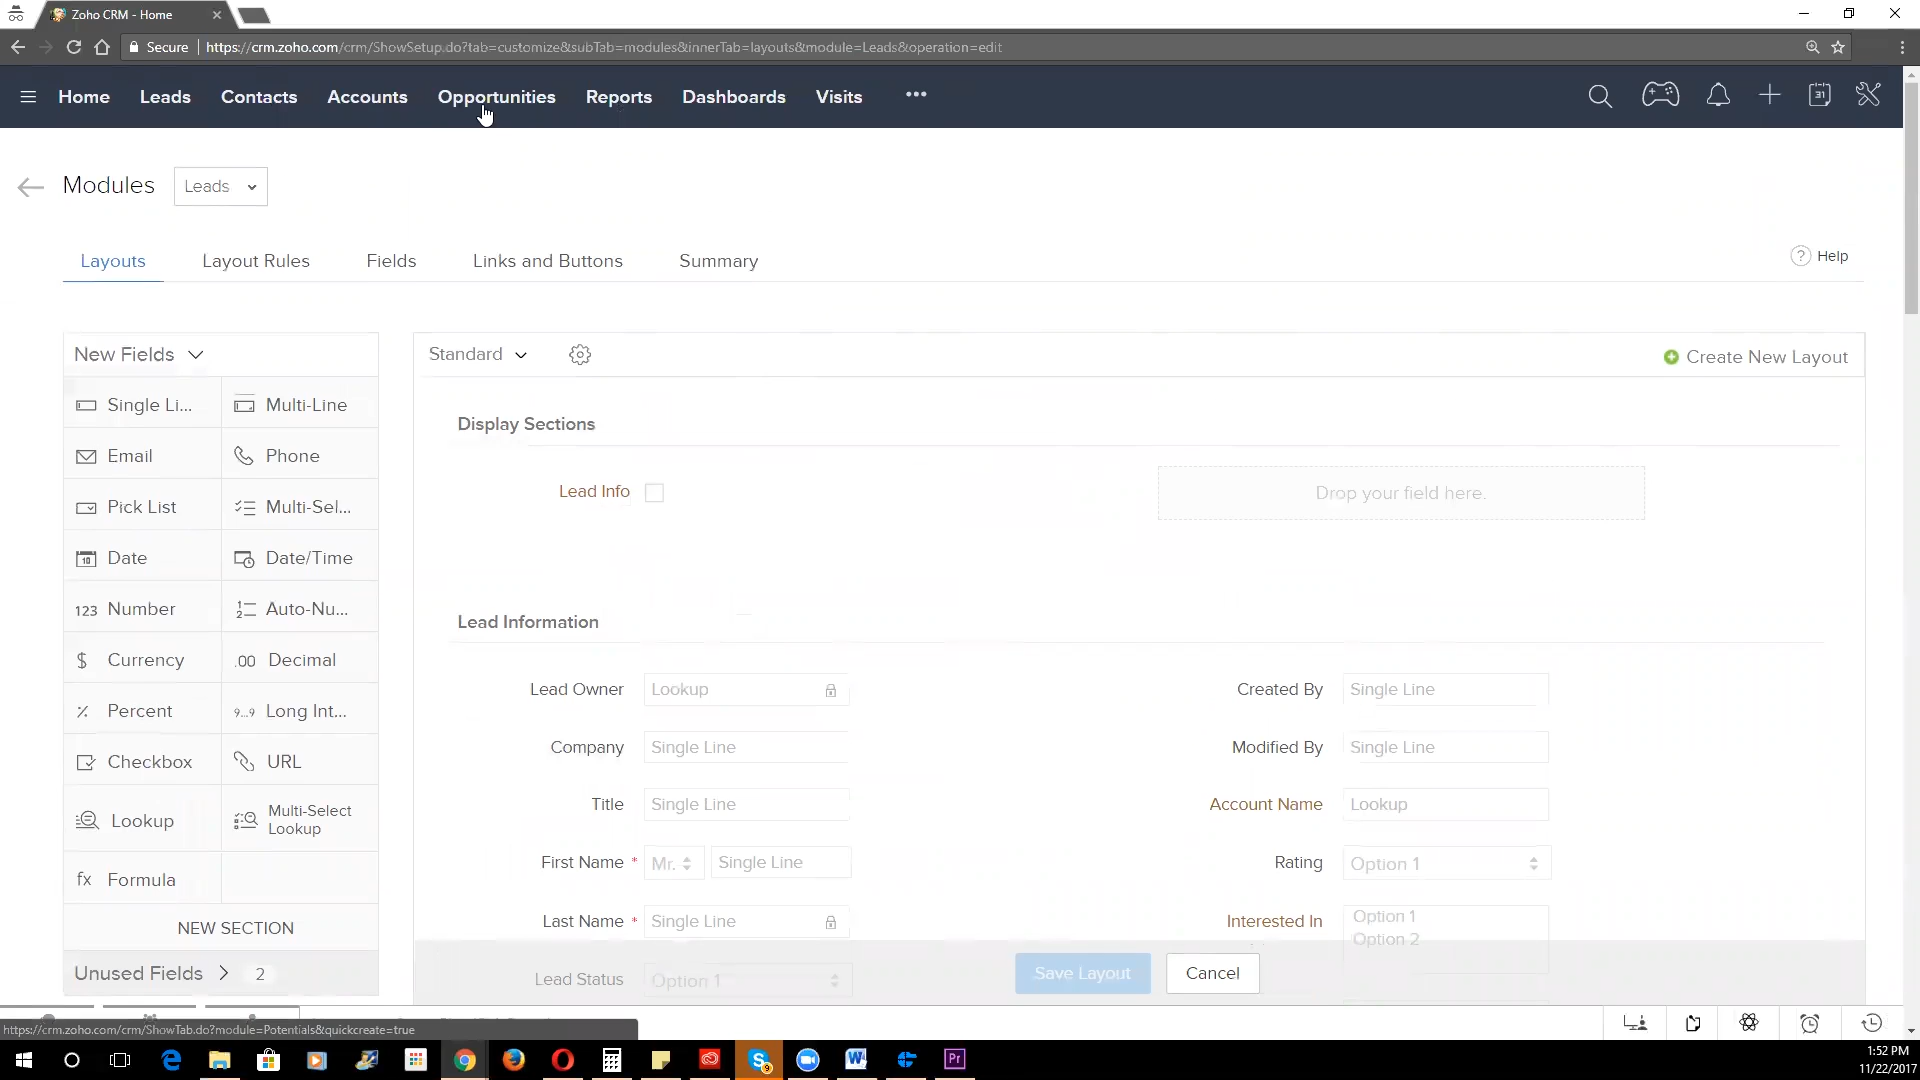 Zoho CRM - Home
Secure https://crm.zoho.com/crm/ShowSetup.do?tab=customize&subTab=modules&innerTab=layouts&module=Leads&operation=edit
Home Leads Contacts Accounts Opportunities Reports Dashboards Visits
31
Modules Leads
Layouts Layout Rules Fields Links and Buttons Summary
? Help
New Fields
Single Li...
Multi-Line
Email
Phone
Pick List
Multi-Sel...
Date
Date/Time
123 Number
Auto-Nu...
$ Currency
.00 Decimal
Percent
9...9 Long Int...
Checkbox
URL
Lookup
Multi-Select
Lookup
fx Formula
NEW SECTION
Unused Fields 2
Standard
Create New Layout
Display Sections
Lead Info
Drop your field here.
Lead Information
Lead Owner Lookup
Created By Single Line
Company Single Line
Modified By Single Line
Title Single Line
Account Name Lookup
First Name * Mr. Single Line
Rating Option 1
Last Name * Single Line
Interested In Option 1
Option 2
Lead Status Option 1
Save Layout Cancel
https://crm.zoho.com/crm/ShowTab.do?module=Potentials&quickcreate=true
Pr
1:52 PM
11/22/2017